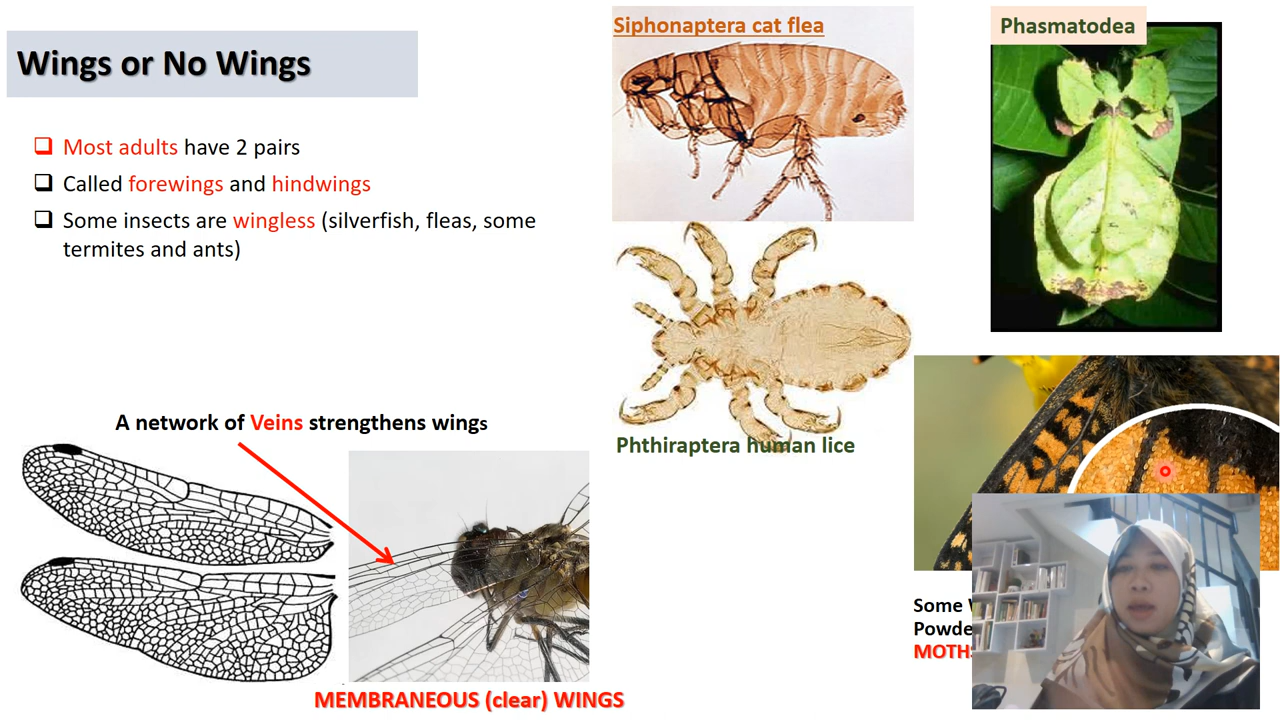 Wings or No Wings
Most adults have 2 pairs
Called forewings and hindwings
Some insects are wingless (silverfish, fleas, some
termites and ants)
A network of Veins strengthens wings
MEMBRANEOUS (clear) WINGS
Siphonaptera cat flea
Phthiraptera human lice
Phasmatodea
Some